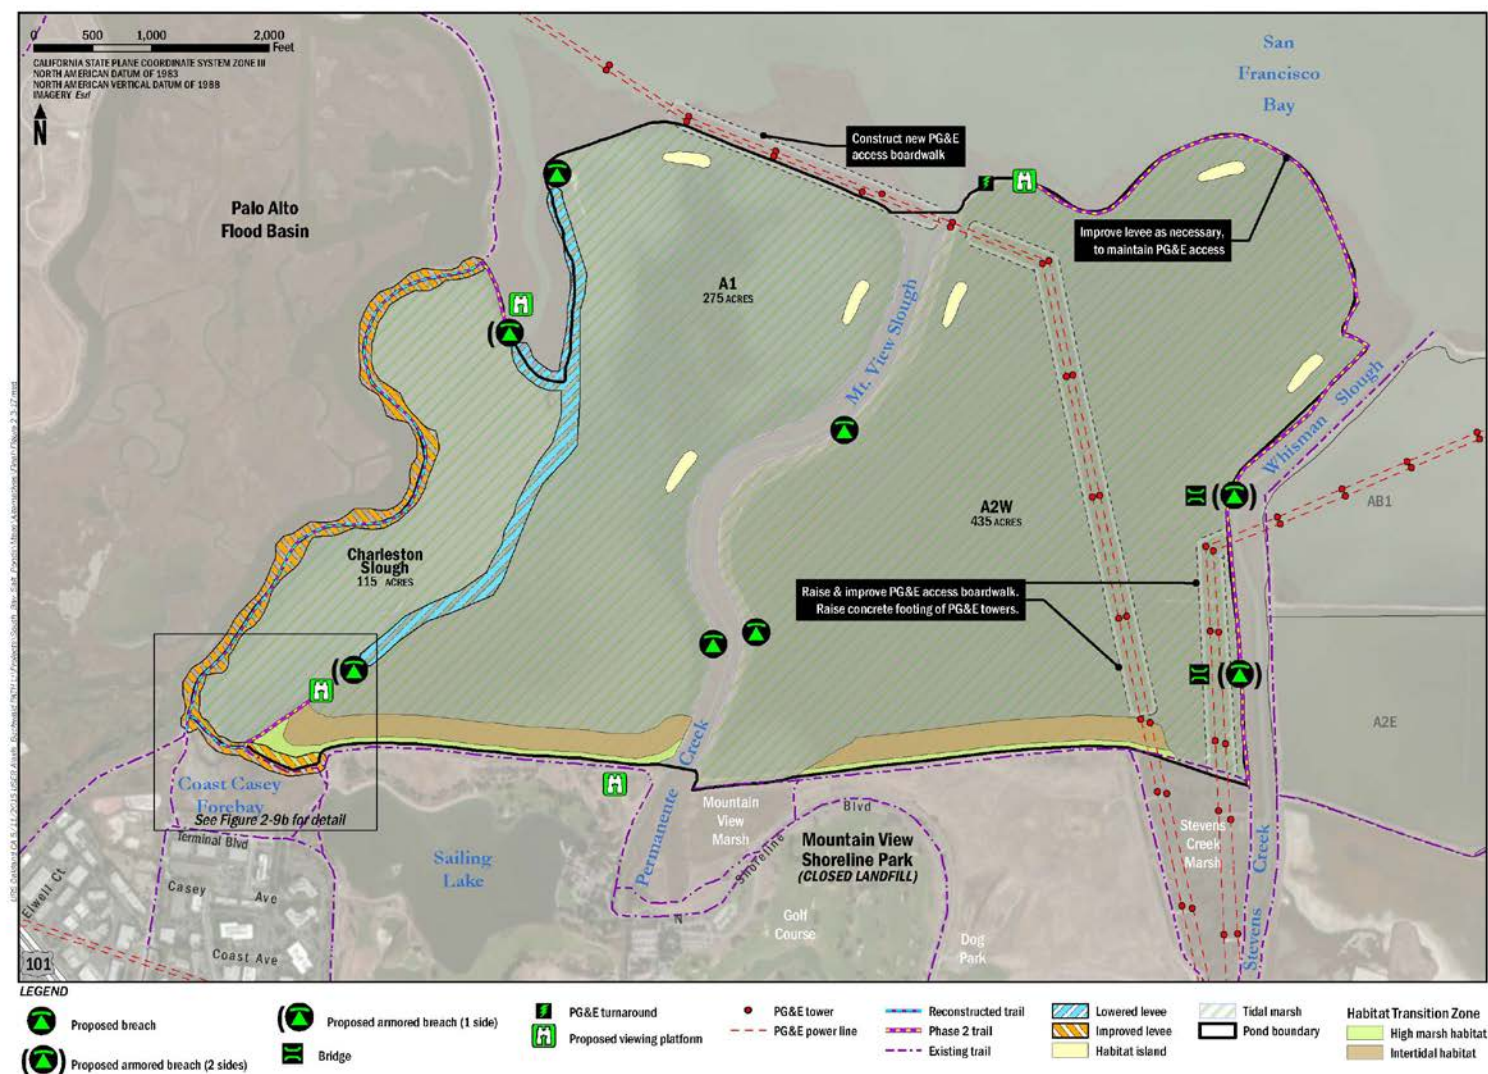 0 500 1,000 2,000
Feet
CALIFORNIA STATE PLANE COORDINATE SYSTEM ZONE III
NORTH AMERICAN DATUM OF 1983
NORTH AMERICAN VERTICAL DATUM OF 1988
IMAGERY Esri
N
San
Francisco
Bay
Construct new PG&E
access boardwalk
Palo Alto
Flood Basin
Improve levee as necessary,
to maintain PG&E access
A1
275 ACRES
Mt. View Slough
Whisman Slough
AB1
A2W
435 ACRES
Charleston
Slough
115 ACRES
Raise & improve PG&E access boardwalk.
Raise concrete footing of PG&E towers.
A2E
Coast Casey
Forebay
See Figure 2-9b for detail
Permanente Creek
Mountain
View
Marsh
N Shoreline Blvd
Mountain View
Shoreline Park
(CLOSED LANDFILL)
Stevens
Creek
Marsh
Stevens Creek
Sailing
Lake
Golf
Course
Dog
Park
Terminal Blvd
Casey Ave
Elwell Ct.
Coast Ave
101
LEGEND
Proposed breach
Proposed armored breach (2 sides)
Proposed armored breach (1 side)
Bridge
PG&E turnaround
Proposed viewing platform
PG&E tower
PG&E power line
Reconstructed trail
Phase 2 trail
Existing trail
Lowered levee
Improved levee
Habitat island
Tidal marsh
Pond boundary
Habitat Transition Zone
High marsh habitat
Intertidal habitat